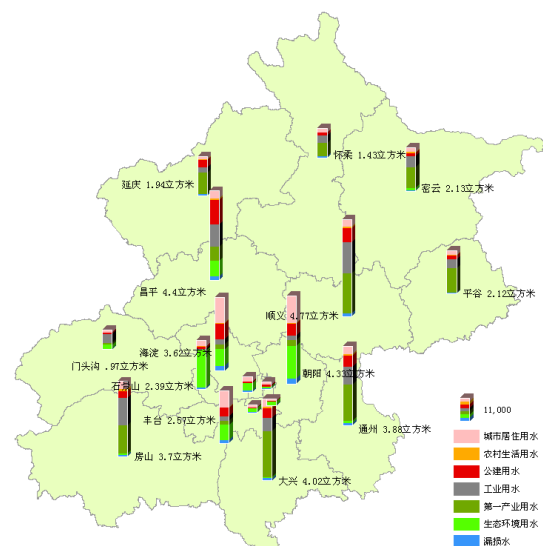 怀柔 1.43立方米
延庆 1.94立方米
密云 2.13立方米
昌平 4.4立方米
平谷 2.12立方米
顺义 4.77立方米
海淀 3.62立方米
门头沟 .97立方米
朝阳 4.33立方米
石景山 2.39立方米
丰台 2.57立方米
通州 3.88立方米
房山 3.7立方米
大兴 4.02立方米
11,000
城市居住用水
农村生活用水
公建用水
工业用水
第一产业用水
生态环境用水
漏损水